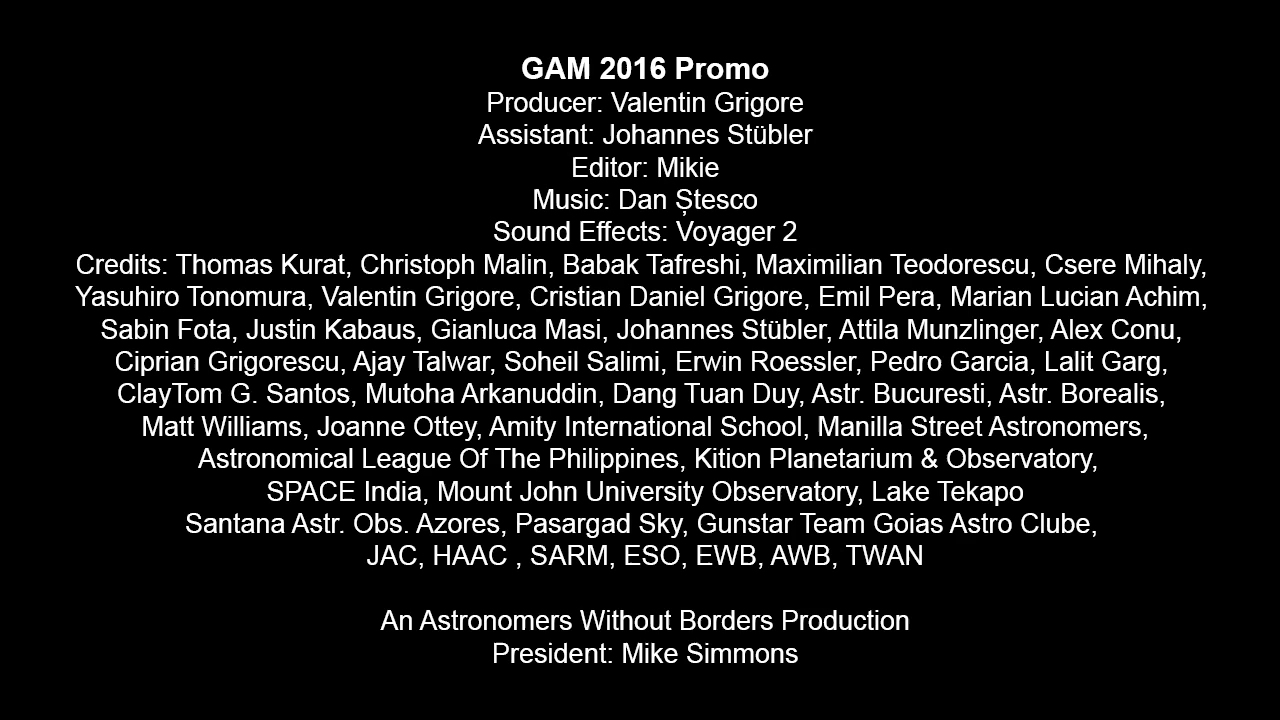 GAM 2016 Promo
Producer: Valentin Grigore
Assistant: Johannes Stübler
Editor: Mikie
Music: Dan Ștesco
Sound Effects: Voyager 2
Credits: Thomas Kurat, Christoph Malin, Babak Tafreshi, Maximilian Teodorescu, Csere Mihaly,
Yasuhiro Tonomura, Valentin Grigore, Cristian Daniel Grigore, Emil Pera, Marian Lucian Achim,
Sabin Fota, Justin Kabaus, Gianluca Masi, Johannes Stübler, Attila Munzlinger, Alex Conu,
Ciprian Grigorescu, Ajay Talwar, Soheil Salimi, Erwin Roessler, Pedro Garcia, Lalit Garg,
ClayTom G. Santos, Mutoha Arkanuddin, Dang Tuan Duy, Astr. Bucuresti, Astr. Borealis,
Matt Williams, Joanne Ottey, Amity International School, Manilla Street Astronomers,
Astronomical League Of The Philippines, Kition Planetarium & Observatory,
SPACE India, Mount John University Observatory, Lake Tekapo
Santana Astr. Obs. Azores, Pasargad Sky, Gunstar Team Goias Astro Clube,
JAC, HAAC , SARM, ESO, EWB, AWB, TWAN
An Astronomers Without Borders Production
President: Mike Simmons